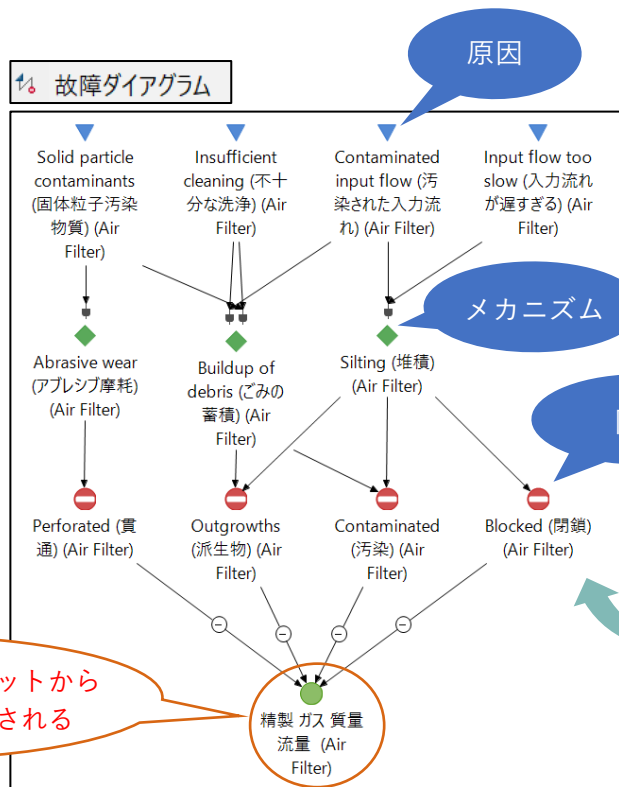 原因
故障ダイアグラム
Solid particle
contaminants
(固体粒子汚染
物質) (Air
Filter)
Insufficient
cleaning (不十
分な洗浄) (Air
Filter)
Contaminated
input flow (汚
染された入力流
れ) (Air Filter)
Input flow too
slow (入力流れ
が遅すぎる) (Air
Filter)
メカニズム
Abrasive wear
(アブレシブ摩耗)
(Air Filter)
Buildup of
debris (ごみの
蓄積) (Air
Filter)
Silting (堆積)
(Air Filter)
Perforated (貫
通) (Air Filter)
Outgrowths
(派生物) (Air
Filter)
Contaminated
(汚染) (Air
Filter)
Blocked (閉鎖)
(Air Filter)
ットから
される
精製 ガス 質量
流量 (Air
Filter)